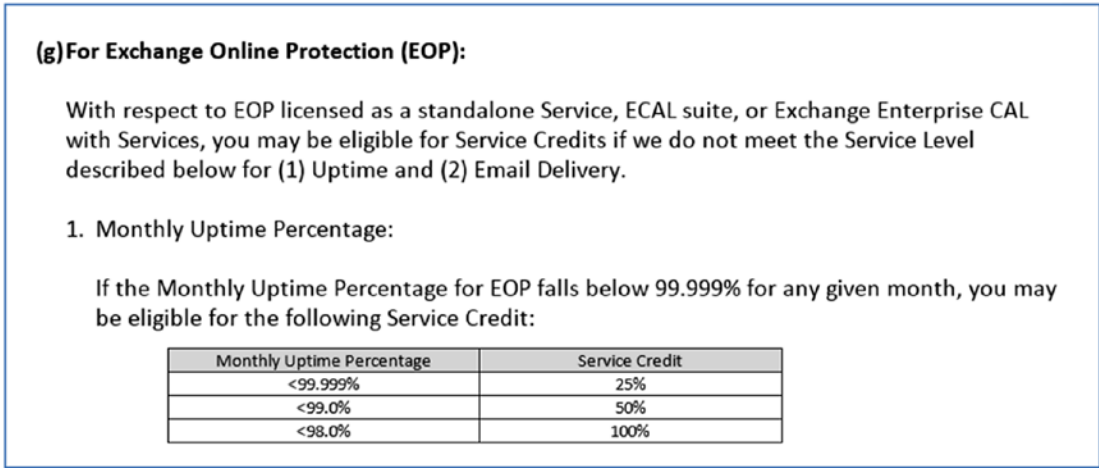 (g)For Exchange Online Protection (EOP):
With respect to EOP licensed as a standalone Service, ECAL suite, or Exchange Enterprise CAL
with Services, you may be eligible for Service Credits if we do not meet the Service Level
described below for (1) Uptime and (2) Email Delivery.
1. Monthly Uptime Percentage:
If the Monthly Uptime Percentage for EOP falls below 99.999% for any given month, you may
be eligible for the following Service Credit:
Monthly Uptime Percentage Service Credit
<99.999% 25%
<99.0% 50%
<98.0% 100%